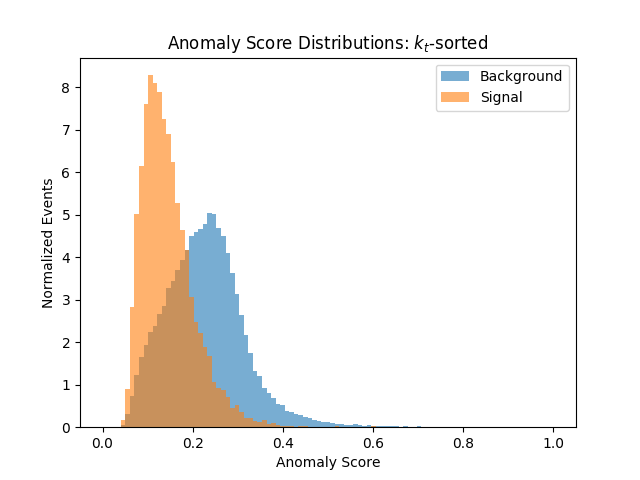 Anomaly Score Distributions: $k_t$-sorted
Background
Signal
Normalized Events
8
7
6
5
4
3
2
1
0
0.0 0.2 0.4 0.6 0.8 1.0
Anomaly Score